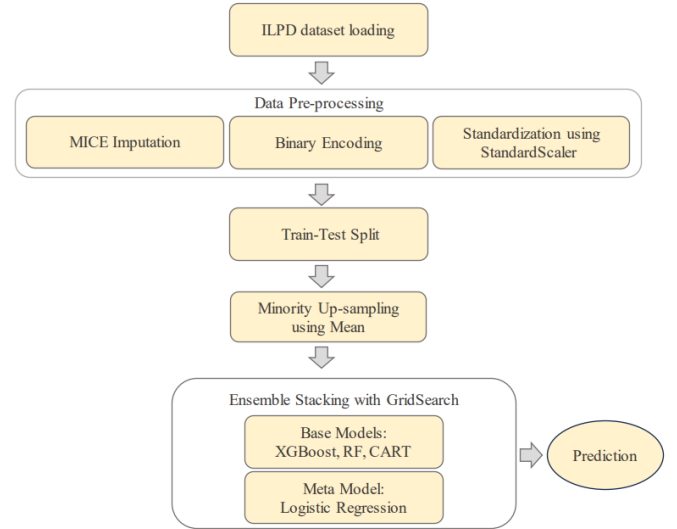 ILPD dataset loading
Data Pre-processing
MICE Imputation
Binary Encoding
Standardization using
StandardScaler
Train-Test Split
Minority Up-sampling
using Mean
Ensemble Stacking with GridSearch
Base Models:
XGBoost, RF, CART
Meta Model:
Logistic Regression
Prediction